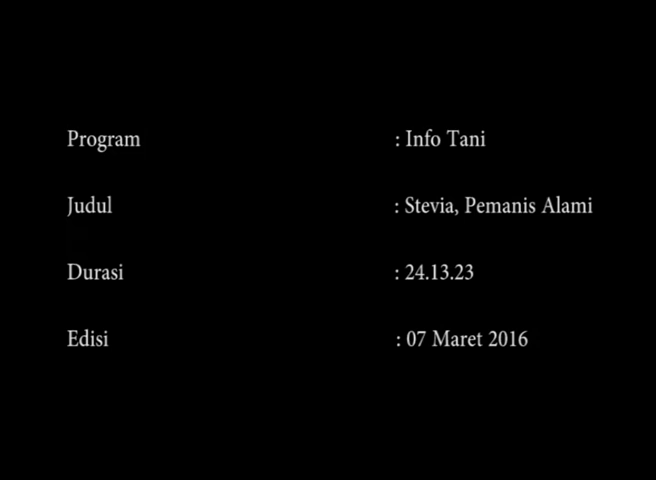 Program : Info Tani
Judul : Stevia, Pemanis Alami
Durasi : 24.13.23
Edisi : 07 Maret 2016